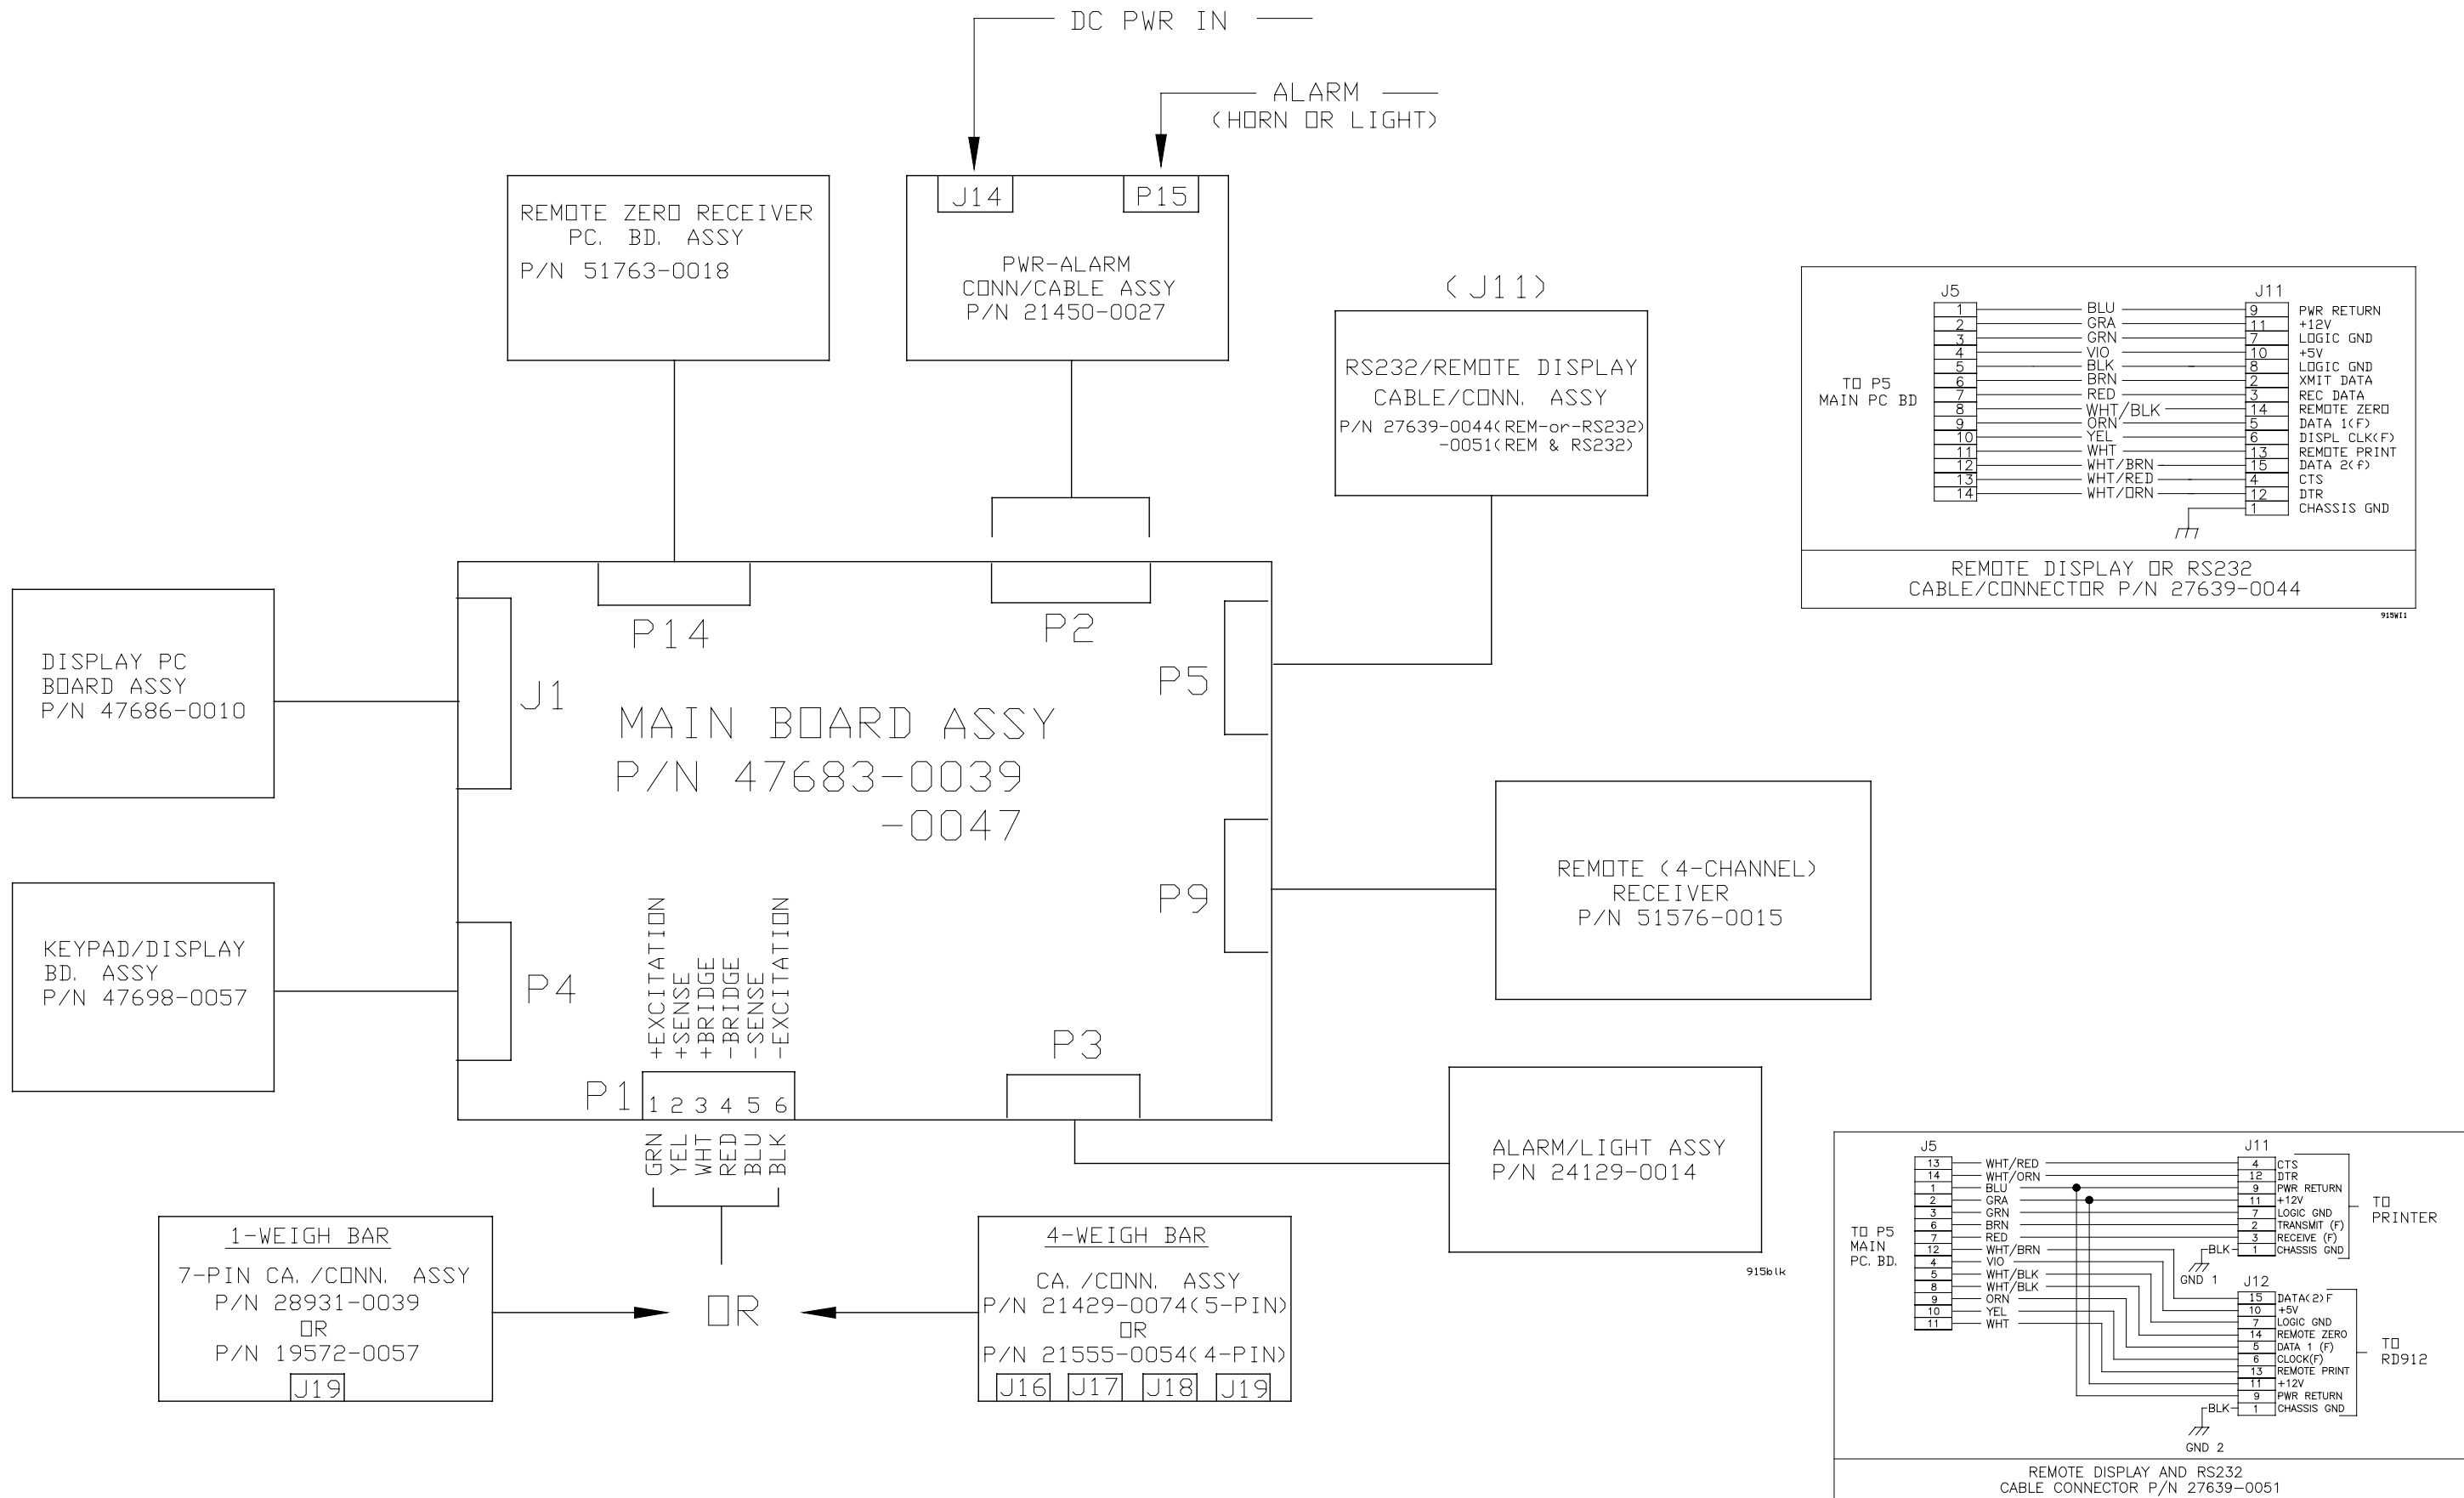 DC PWR IN
ALARM
(HORN OR LIGHT)
REMOTE ZERO RECEIVER
PC. BD. ASSY
P/N 51763-0018
J14
P15
PWR-ALARM
CONN/CABLE ASSY
P/N 21450-0027
(J11)
RS232/REMOTE DISPLAY
CABLE/CONN. ASSY
P/N 27639-0044(REM-or-RS232)
-0051(REM & RS232)
J5
J11
1 BLU 9 PWR RETURN
2 GRA 11 +12V
3 GRN 7 LOGIC GND
4 VIO 10 +5V
5 BLK 8 LOGIC GND
6 BRN 2 XMIT DATA
7 RED 3 REC DATA
8 WHT/BLK 14 REMOTE ZERO
9 ORN 5 DATA 1(F)
10 YEL 6 DISPL CLK(F)
11 WHT 13 REMOTE PRINT
12 WHT/BRN 15 DATA 2(f)
13 WHT/RED 4 CTS
14 WHT/ORN 12 DTR
1 CHASSIS GND
TO P5
MAIN PC BD
REMOTE DISPLAY OR RS232
CABLE/CONNECTOR P/N 27639-0044
915WI1
DISPLAY PC
BOARD ASSY
P/N 47686-0010
P14
P2
J1
P5
MAIN BOARD ASSY
P/N 47683-0039
-0047
KEYPAD/DISPLAY
BD. ASSY
P/N 47698-0057
P4
P9
REMOTE (4-CHANNEL)
RECEIVER
P/N 51576-0015
+EXCITATION
+SENSE
+BRIDGE
-BRIDGE
-SENSE
-EXCITATION
P3
P1
1 2 3 4 5 6
GRN
YEL
WHT
RED
BLU
BLK
ALARM/LIGHT ASSY
P/N 24129-0014
915blk
1-WEIGH BAR
7-PIN CA./CONN. ASSY
P/N 28931-0039
OR
P/N 19572-0057
J19
OR
4-WEIGH BAR
CA./CONN. ASSY
P/N 21429-0074(5-PIN)
OR
P/N 21555-0054(4-PIN)
J16 J17 J18 J19
J5
J11
13 WHT/RED 4 CTS
14 WHT/ORN 12 DTR
1 BLU 9 PWR RETURN
2 GRA 11 +12V
3 GRN 7 LOGIC GND
6 BRN 2 TRANSMIT (F)
7 RED 3 RECEIVE (F)
12 WHT/BRN BLK 1 CHASSIS GND
4 VIO
5 WHT/BLK
8 WHT/BLK
9 ORN
10 YEL
11 WHT
TO P5
MAIN
PC. BD.
TO
PRINTER
GND 1
J12
15 DATA(2)F
10 +5V
7 LOGIC GND
14 REMOTE ZERO
5 DATA 1 (F)
6 CLOCK(F)
13 REMOTE PRINT
11 +12V
9 PWR RETURN
BLK 1 CHASSIS GND
TO
RD912
GND 2
REMOTE DISPLAY AND RS232
CABLE CONNECTOR P/N 27639-0051